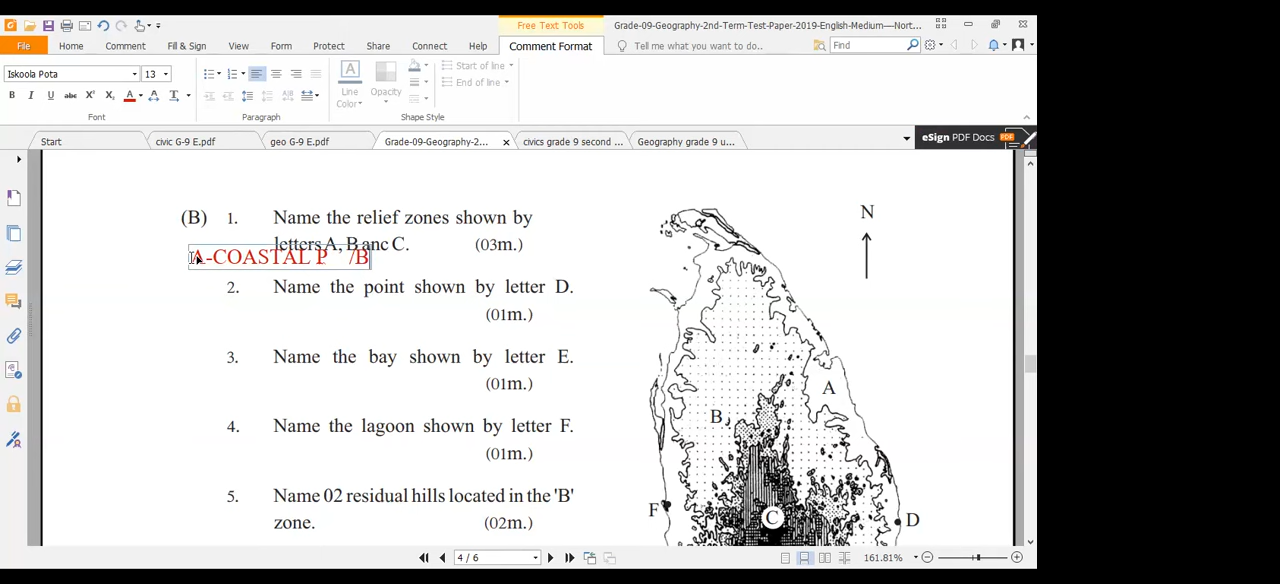 Free Text Tools
Grade-09-Geography-2nd-Term-Test-Paper-2019-English-Medium—Nort...
File Home Comment Fill & Sign View Form Protect Share Connect Help Comment Format Tell me what you want to do.. Find
Iskoola Pota 13
Line Color
Opacity
Start of line
End of line
B I U abc X² X₂ A A T
Font Paragraph Shape Style
Start civic G-9 E.pdf geo G-9 E.pdf Grade-09-Geography-2... civics grade 9 second ... Geography grade 9 u... eSign PDF Docs
(B) 1. Name the relief zones shown by
letters A, B anc C. (03m.)
A-COASTAL P /B
2. Name the point shown by letter D.
(01m.)
3. Name the bay shown by letter E.
(01m.)
4. Name the lagoon shown by letter F.
(01m.)
5. Name 02 residual hills located in the 'B'
zone. (02m.)
N
A
B
F
C
D
4 / 6 161.81%